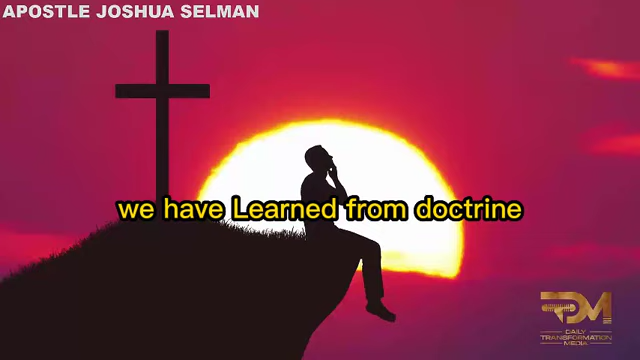 APOSTLE JOSHUA SELMAN
we have Learned from doctrine
DAILY
TRANSFORMATION
MEDIA